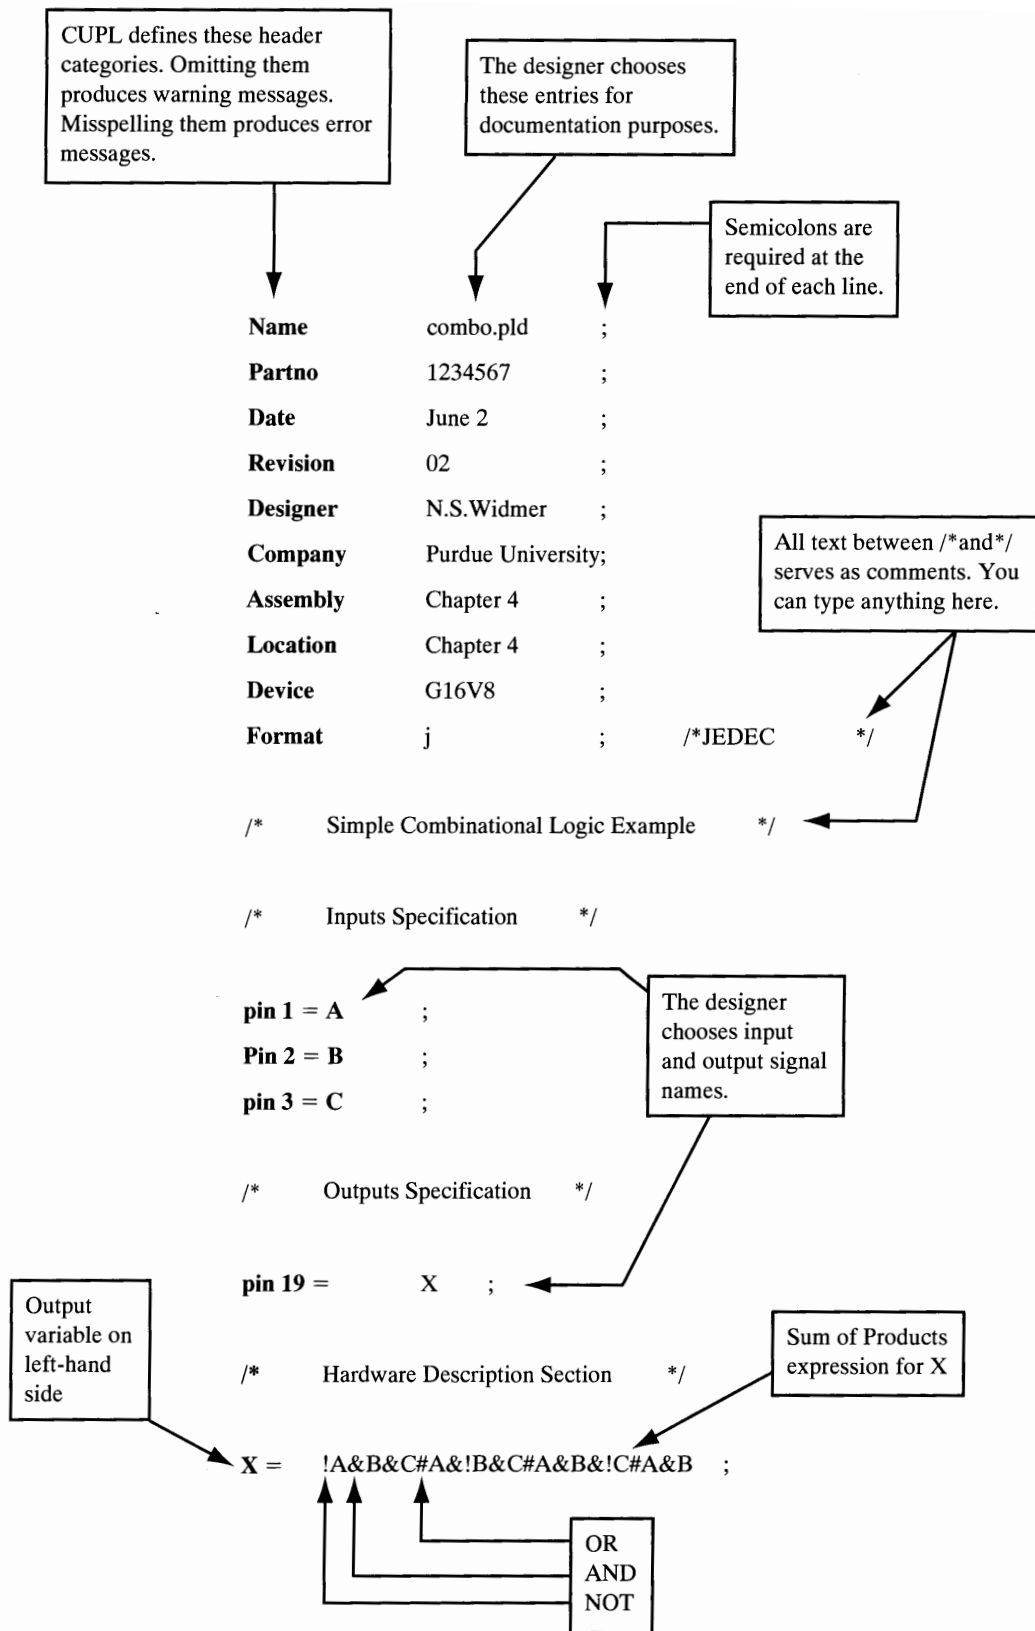 CUPL defines these header
categories. Omitting them
produces warning messages.
Misspelling them produces error
messages.
The designer chooses
these entries for
documentation purposes.
Semicolons are
required at the
end of each line.
Name combo.pld ;
Partno 1234567 ;
Date June 2 ;
Revision 02 ;
Designer N.S.Widmer ;
Company Purdue University;
Assembly Chapter 4 ;
Location Chapter 4 ;
Device G16V8 ;
Format j ; /*JEDEC */
All text between /*and*/
serves as comments. You
can type anything here.
/* Simple Combinational Logic Example */
/* Inputs Specification */
pin 1 = A ;
Pin 2 = B ;
pin 3 = C ;
The designer
chooses input
and output signal
names.
/* Outputs Specification */
pin 19 = X ;
Output
variable on
left-hand
side
/* Hardware Description Section */
Sum of Products
expression for X
X = !A&B&C#A&!B&C#A&B&!C#A&B ;
OR
AND
NOT